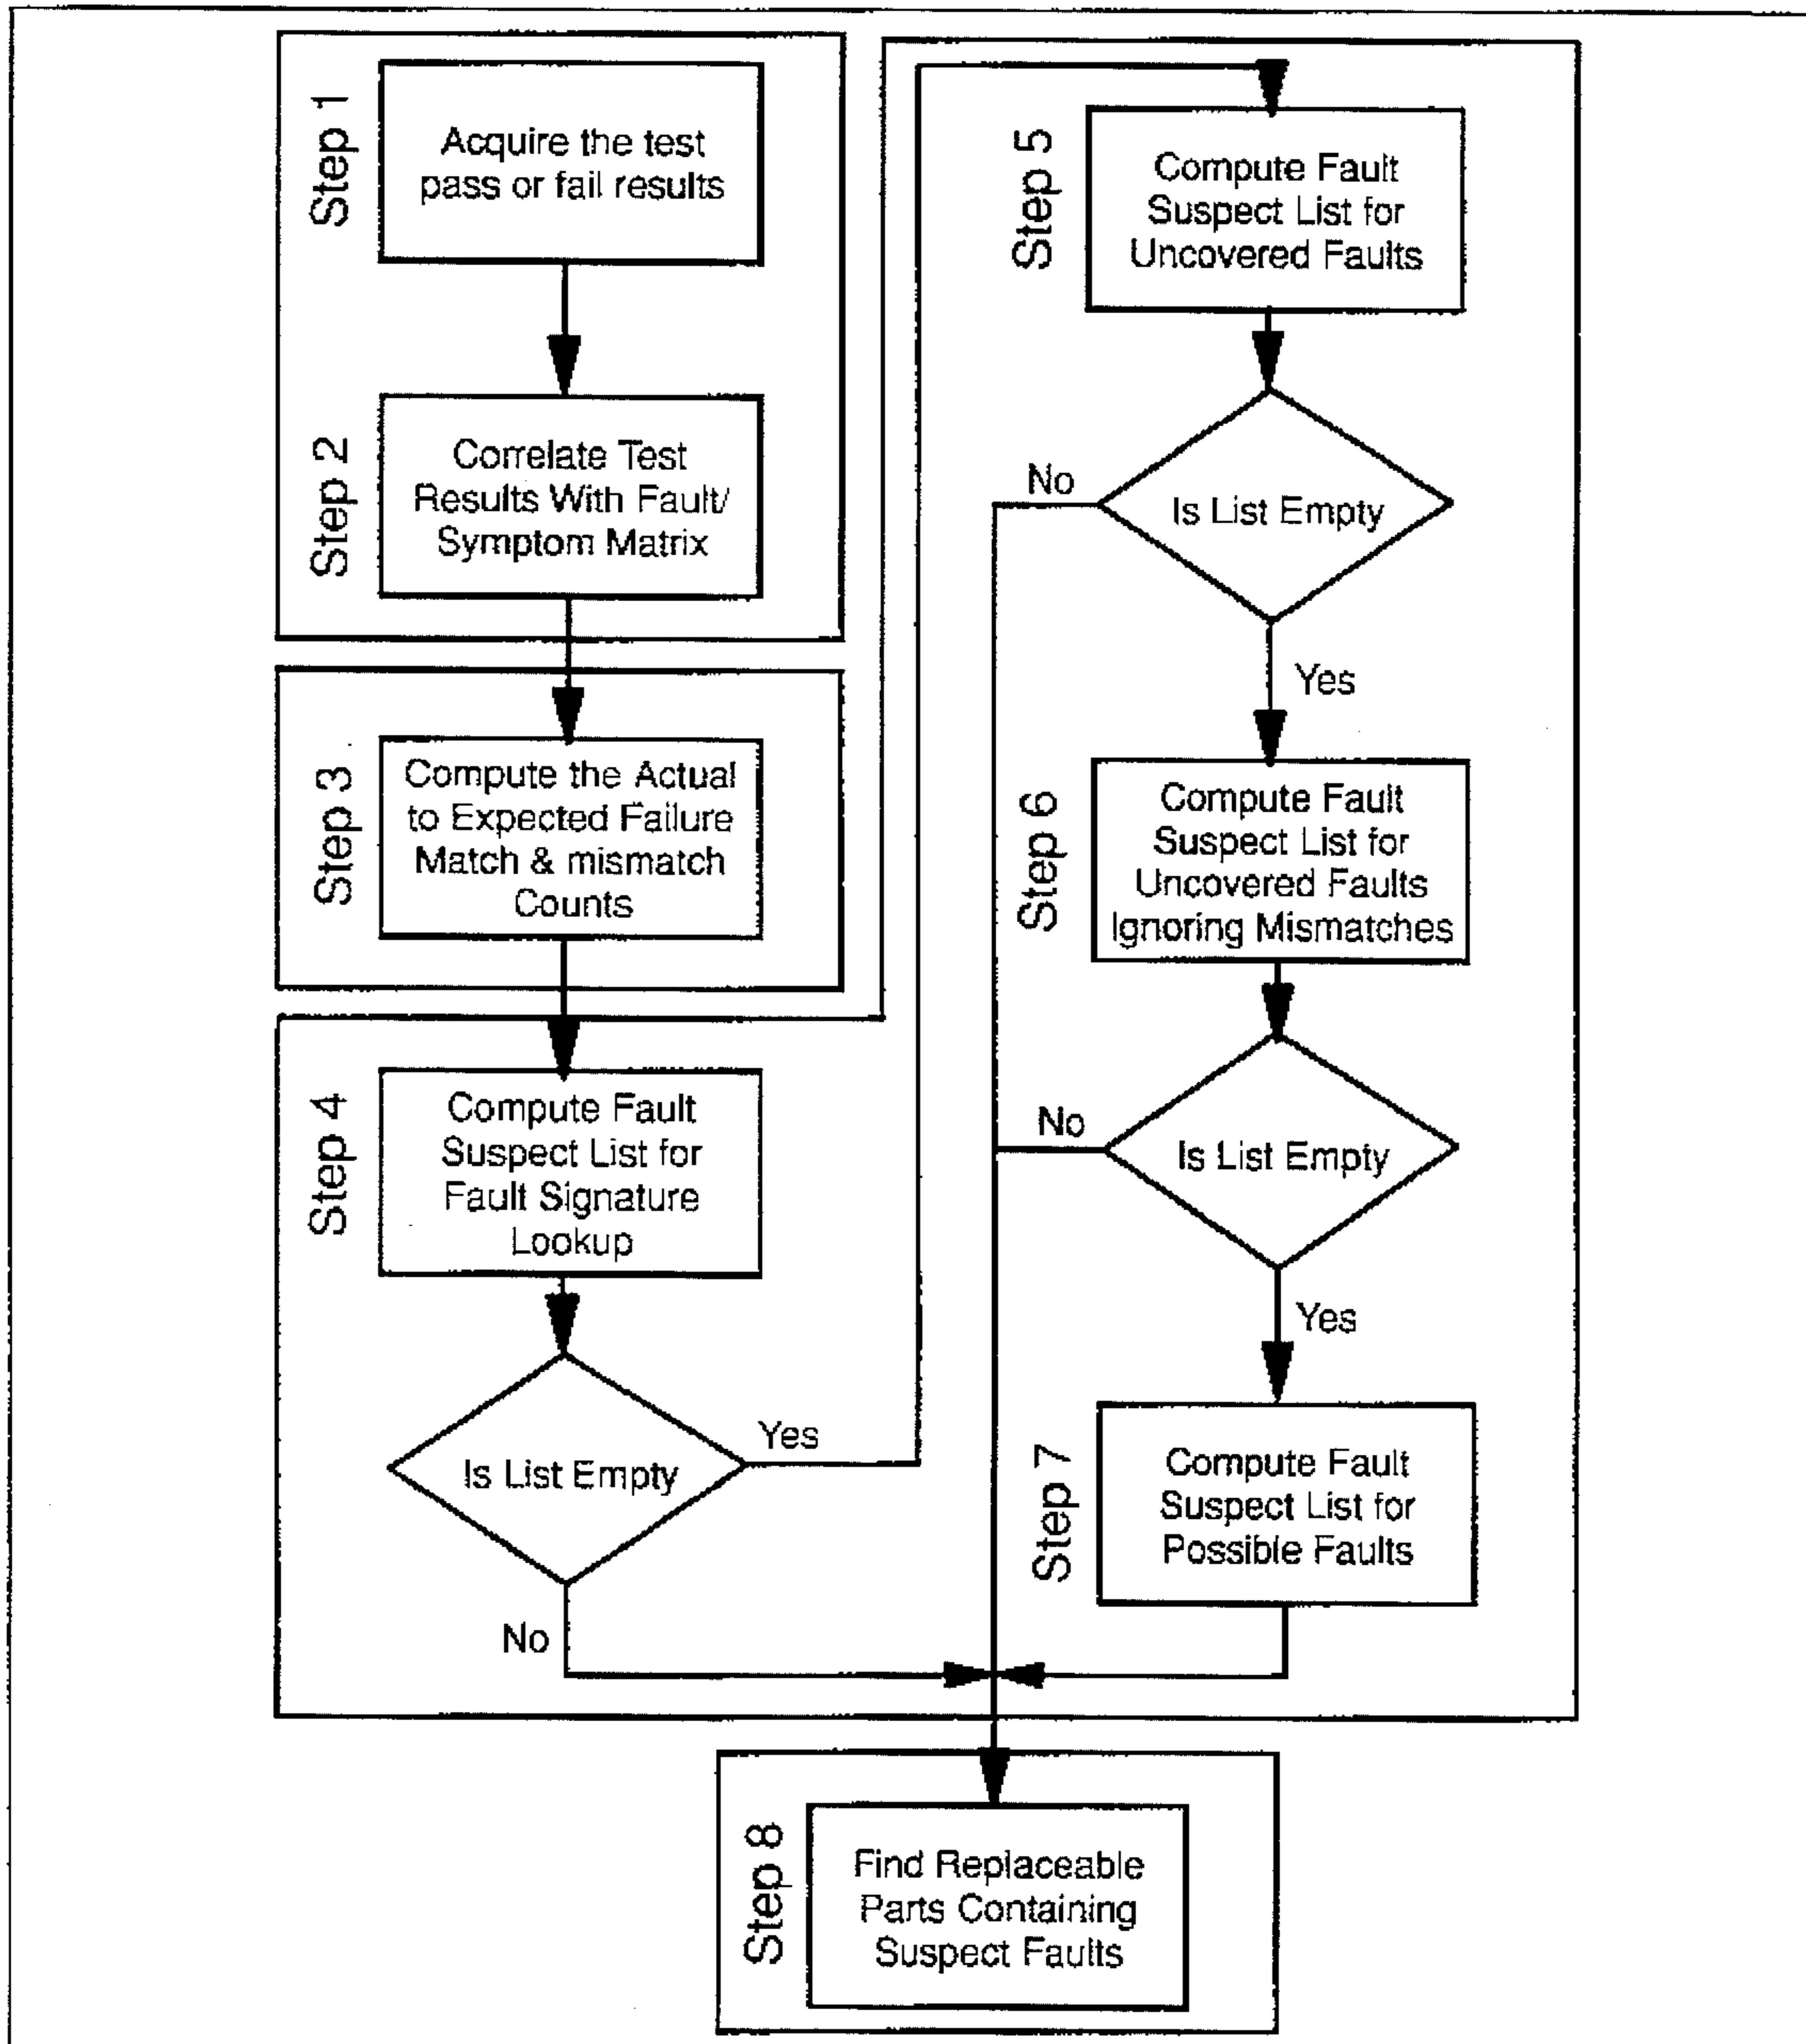 Step 1
Acquire the test
pass or fail results
Step 2
Correlate Test
Results With Fault/
Symptom Matrix
Step 3
Compute the Actual
to Expected Failure
Match & mismatch
Counts
Step 4
Compute Fault
Suspect List for
Fault Signature
Lookup
Is List Empty
Yes
No
Step 5
Compute Fault
Suspect List for
Uncovered Faults
Is List Empty
No
Yes
Step 6
Compute Fault
Suspect List for
Uncovered Faults
Ignoring Mismatches
Is List Empty
No
Yes
Step 7
Compute Fault
Suspect List for
Possible Faults
Step 8
Find Replaceable
Parts Containing
Suspect Faults